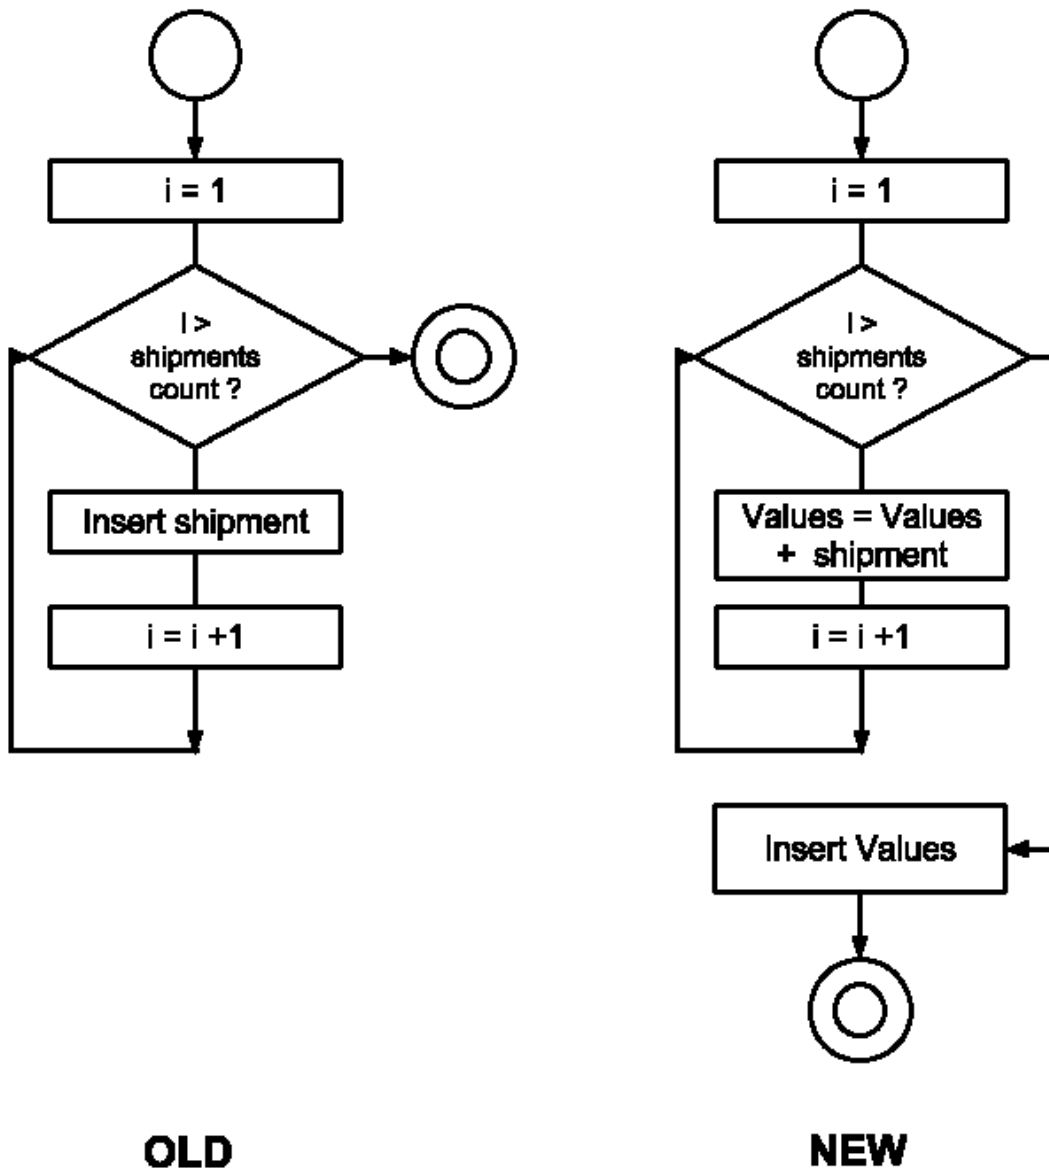 i = 1
I >
shipments
count ?
Insert shipment
i = i +1
OLD
i = 1
I >
shipments
count ?
Values = Values
+ shipment
i = i +1
Insert Values
NEW